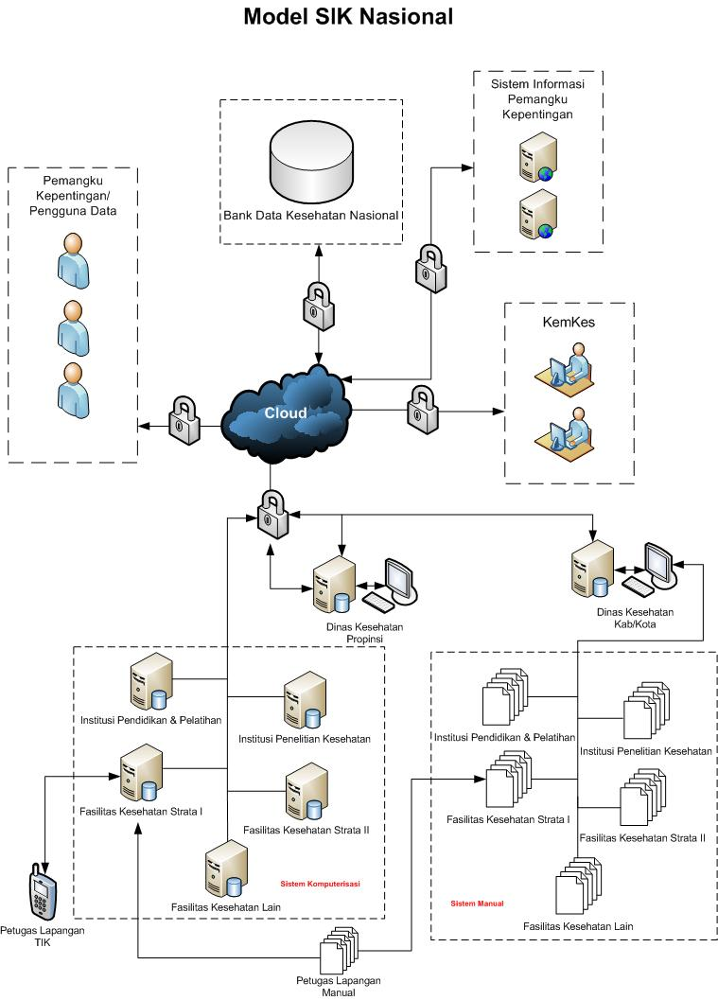 Model SIK Nasional
Sistem Informasi
Pemangku
Kepentingan
Pemangku
Kepentingan/
Pengguna Data
Bank Data Kesehatan Nasional
KemKes
Cloud
Dinas Kesehatan
Propinsi
Dinas Kesehatan
Kab/Kota
Institusi Pendidikan & Pelatihan
Institusi Penelitian Kesehatan
Fasilitas Kesehatan Strata I
Fasilitas Kesehatan Strata II
Fasilitas Kesehatan Lain
Sistem Komputerisasi
Institusi Pendidikan & Pelatihan
Institusi Penelitian Kesehatan
Fasilitas Kesehatan Strata I
Fasilitas Kesehatan Strata II
Fasilitas Kesehatan Lain
Sistem Manual
Petugas Lapangan
TIK
Petugas Lapangan
Manual